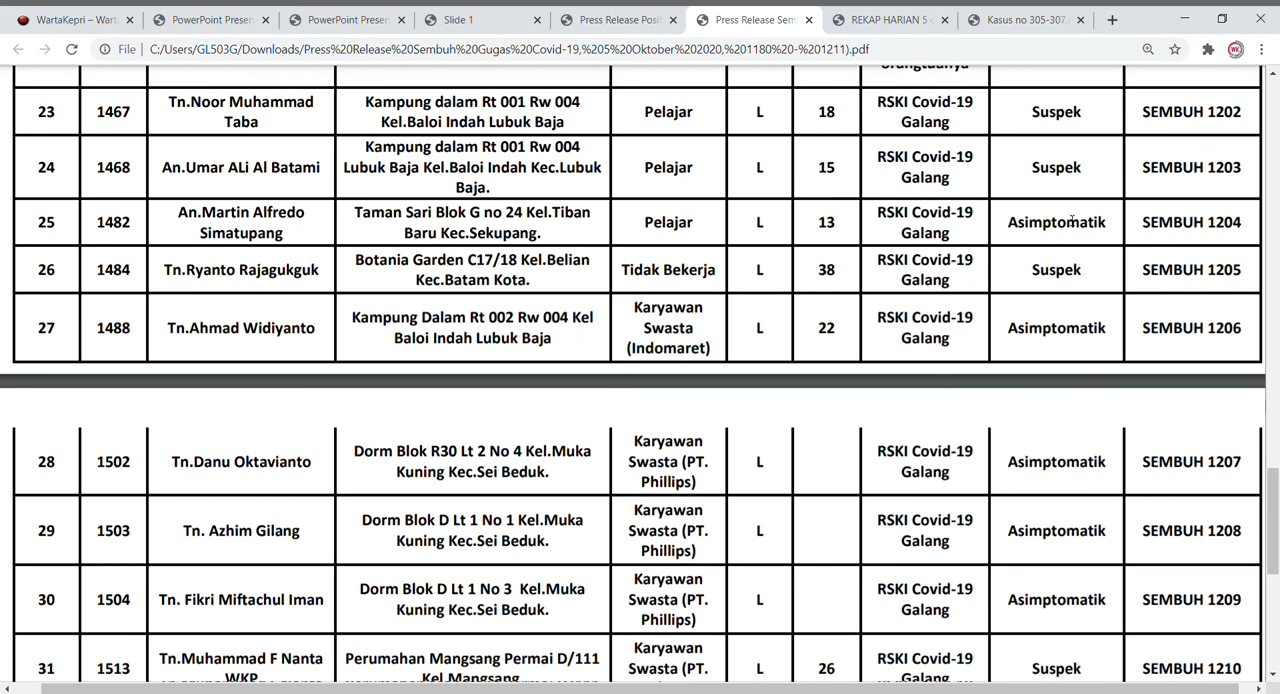 WartaKepri – Warta
PowerPoint Presen
PowerPoint Presen
Slide 1
Press Release Posi
Press Release Sem
REKAP HARIAN 5 
Kasus no 305-307.
File C:/Users/GL503G/Downloads/Press%20Release%20Sembuh%20Gugas%20Covid-19,%205%20Oktober%202020,%201180%20-%201211).pdf
orangtuanya
23 1467 Tn.Noor Muhammad Taba Kampung dalam Rt 001 Rw 004 Kel.Baloi Indah Lubuk Baja Pelajar L 18 RSKI Covid-19 Galang Suspek SEMBUH 1202
24 1468 An.Umar ALi Al Batami Kampung dalam Rt 001 Rw 004 Lubuk Baja Kel.Baloi Indah Kec.Lubuk Baja. Pelajar L 15 RSKI Covid-19 Galang Suspek SEMBUH 1203
25 1482 An.Martin Alfredo Simatupang Taman Sari Blok G no 24 Kel.Tiban Baru Kec.Sekupang. Pelajar L 13 RSKI Covid-19 Galang Asimptomatik SEMBUH 1204
26 1484 Tn.Ryanto Rajagukguk Botania Garden C17/18 Kel.Belian Kec.Batam Kota. Tidak Bekerja L 38 RSKI Covid-19 Galang Suspek SEMBUH 1205
27 1488 Tn.Ahmad Widiyanto Kampung Dalam Rt 002 Rw 004 Kel Baloi Indah Lubuk Baja Karyawan Swasta (Indomaret) L 22 RSKI Covid-19 Galang Asimptomatik SEMBUH 1206
28 1502 Tn.Danu Oktavianto Dorm Blok R30 Lt 2 No 4 Kel.Muka Kuning Kec.Sei Beduk. Karyawan Swasta (PT. Phillips) L RSKI Covid-19 Galang Asimptomatik SEMBUH 1207
29 1503 Tn. Azhim Gilang Dorm Blok D Lt 1 No 1 Kel.Muka Kuning Kec.Sei Beduk. Karyawan Swasta (PT. Phillips) L RSKI Covid-19 Galang Asimptomatik SEMBUH 1208
30 1504 Tn. Fikri Miftachul Iman Dorm Blok D Lt 1 No 3 Kel.Muka Kuning Kec.Sei Beduk. Karyawan Swasta (PT. Phillips) L RSKI Covid-19 Galang Asimptomatik SEMBUH 1209
31 1513 Tn.Muhammad F Nanta WKP Perumahan Mangsang Permai D/111 Kel.Mangsang Karyawan Swasta (PT. L 26 RSKI Covid-19 Galang Suspek SEMBUH 1210